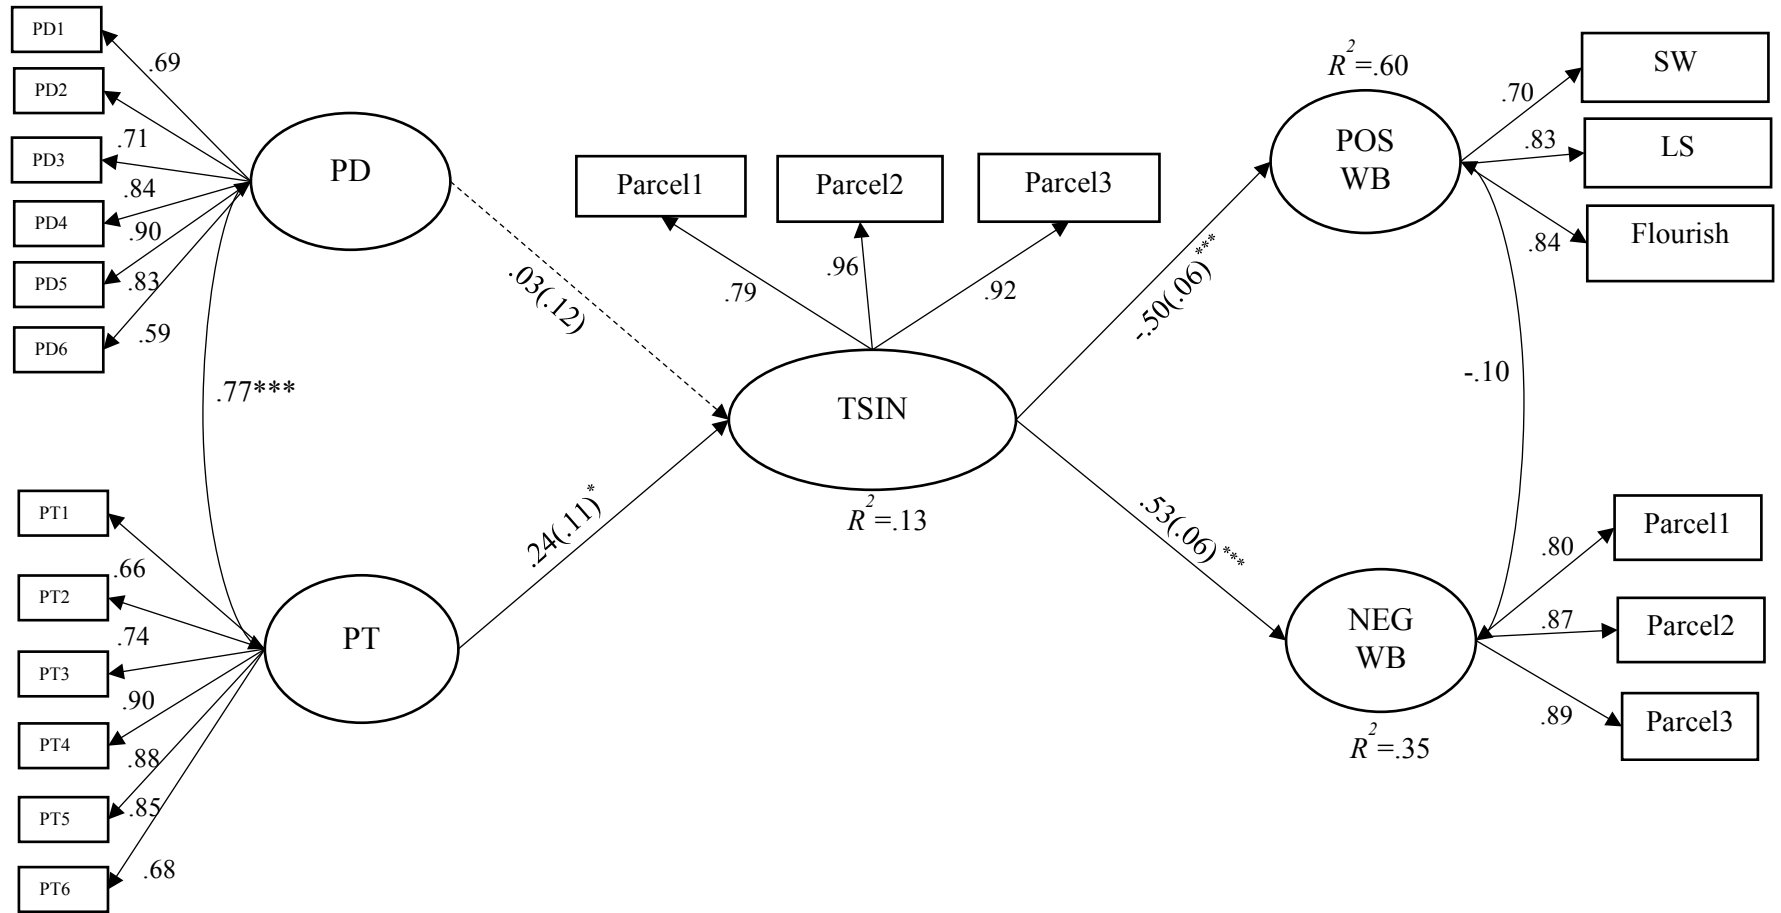 PD1
.69
PD2
.71
PD3
.84
PD4
.90
PD5
.83
PD6
.59
PD
.77***
PT1
.66
PT2
.74
PT3
.90
PT4
.88
PT5
.85
PT6
.68
PT
.03(.12)
.24(.11)*
Parcel1
Parcel2
Parcel3
.79
.96
.92
TSIN
R²=.13
-.50(.06)***
.53(.06)***
R²=.60
POS
WB
.70
SW
.83
LS
.84
Flourish
-.10
NEG
WB
R²=.35
.80
Parcel1
.87
Parcel2
.89
Parcel3